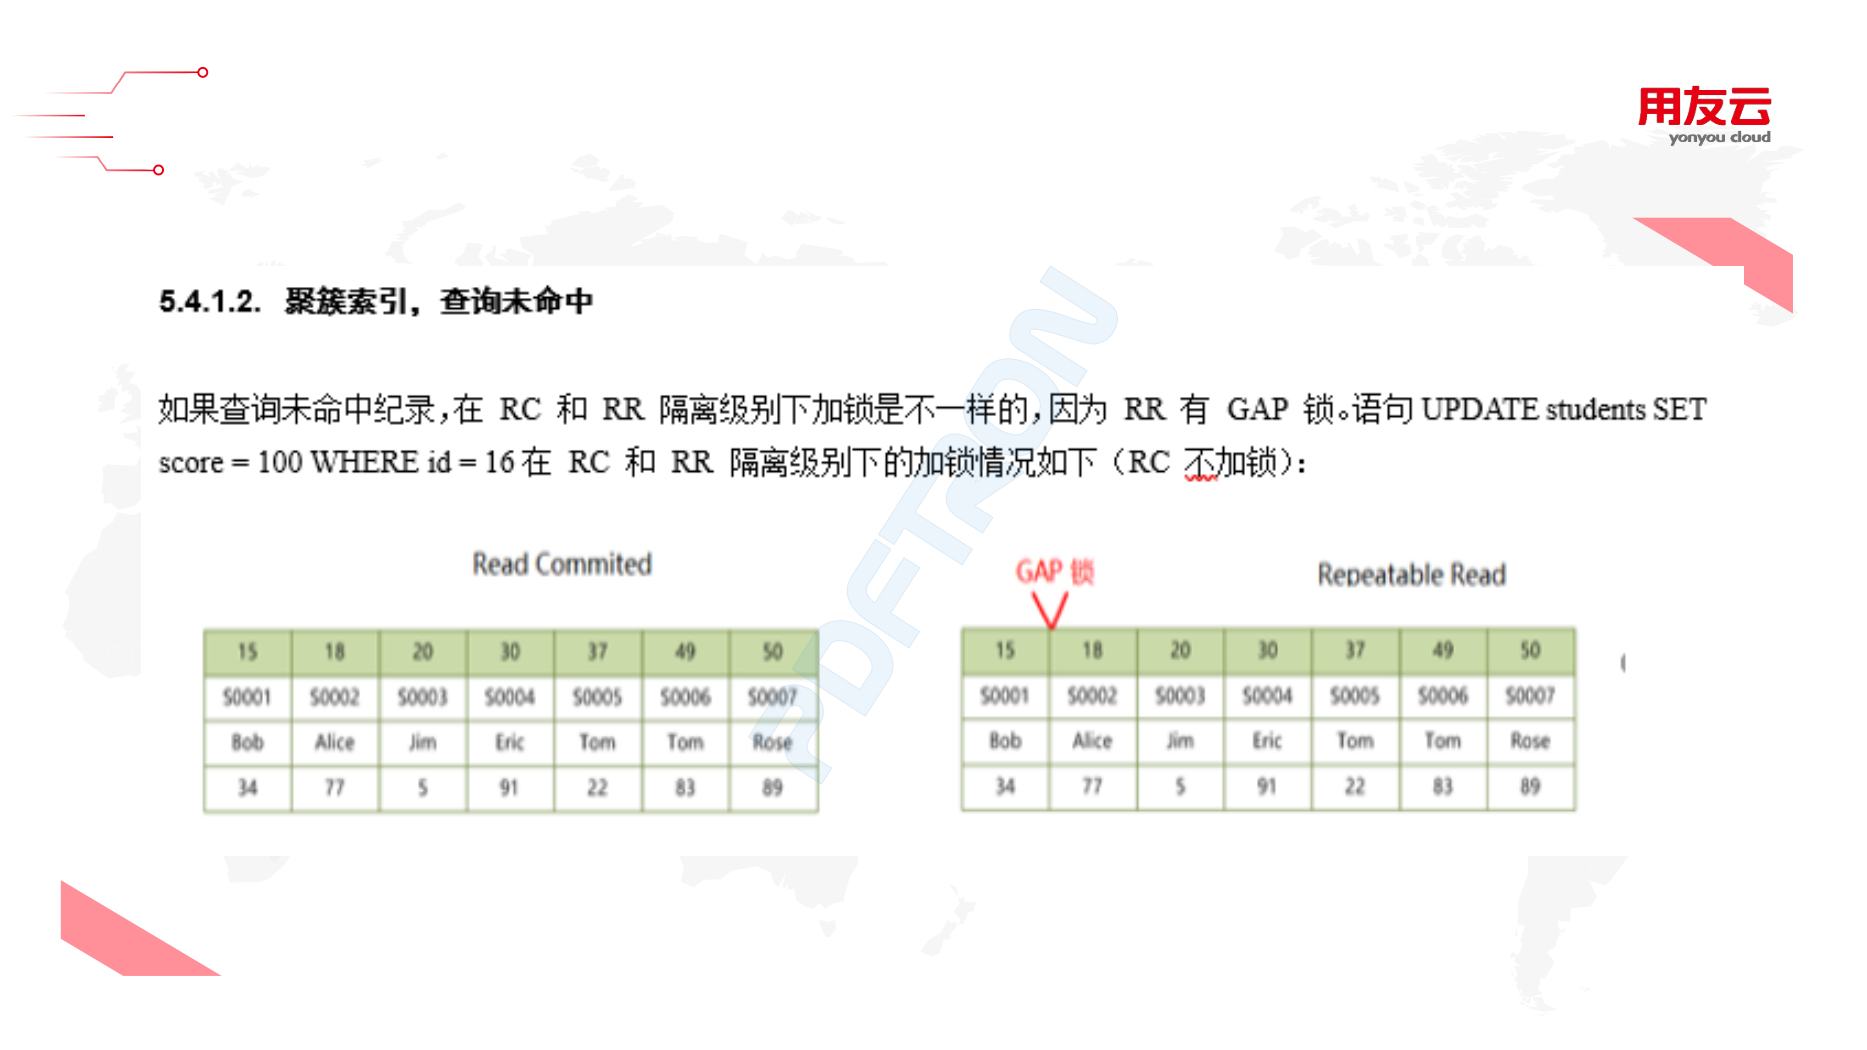 用友云
yonyou cloud
5.4.1.2. 聚簇索引，查询未命中
如果查询未命中纪录，在 RC 和 RR 隔离级别下加锁是不一样的，因为 RR 有 GAP 锁。语句 UPDATE students SET
score = 100 WHERE id = 16 在 RC 和 RR 隔离级别下的加锁情况如下（RC 不加锁）：
Read Commited
15 18 20 30 37 49 50
S0001 S0002 S0003 S0004 S0005 S0006 S0007
Bob Alice Jim Eric Tom Tom Rose
34 77 5 91 22 83 89
GAP 锁
Repeatable Read
15 18 20 30 37 49 50
S0001 S0002 S0003 S0004 S0005 S0006 S0007
Bob Alice Jim Eric Tom Tom Rose
34 77 5 91 22 83 89
PDFTRON